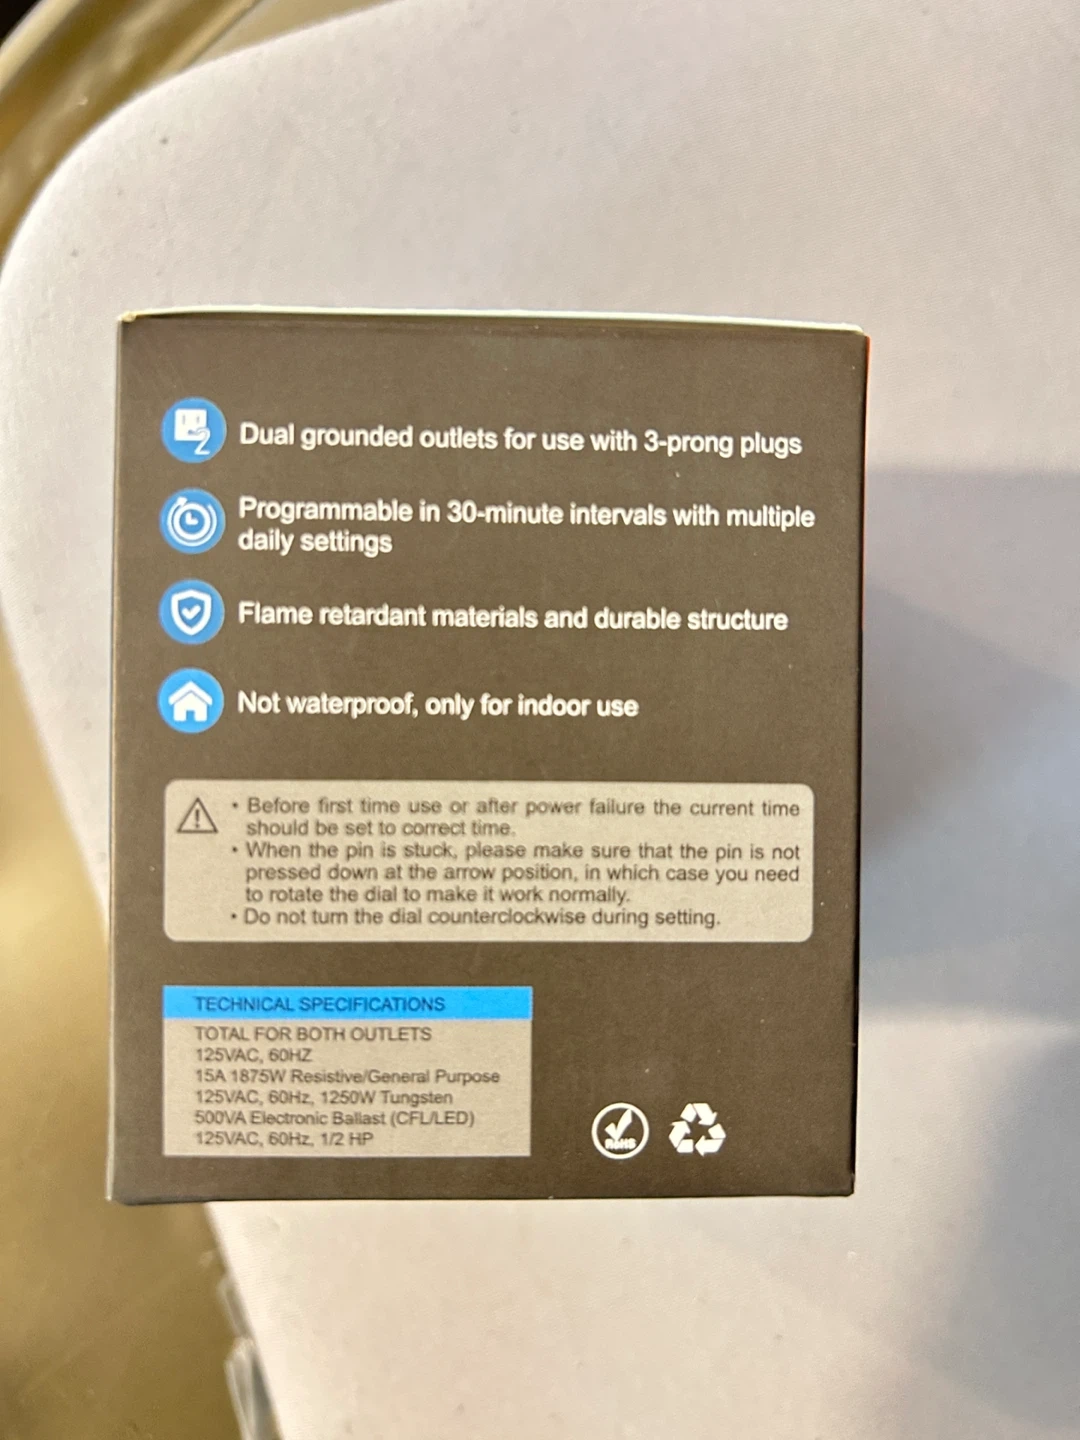 2
Dual grounded outlets for use with 3-prong plugs
Programmable in 30-minute intervals with multiple
daily settings
Flame retardant materials and durable structure
Not waterproof, only for indoor use
• Before first time use or after power failure the current time
should be set to correct time.
• When the pin is stuck, please make sure that the pin is not
pressed down at the arrow position, in which case you need
to rotate the dial to make it work normally.
• Do not turn the dial counterclockwise during setting.
TECHNICAL SPECIFICATIONS
TOTAL FOR BOTH OUTLETS
125VAC, 60HZ
15A 1875W Resistive/General Purpose
125VAC, 60Hz, 1250W Tungsten
500VA Electronic Ballast (CFL/LED)
125VAC, 60Hz, 1/2 HP
RoHS